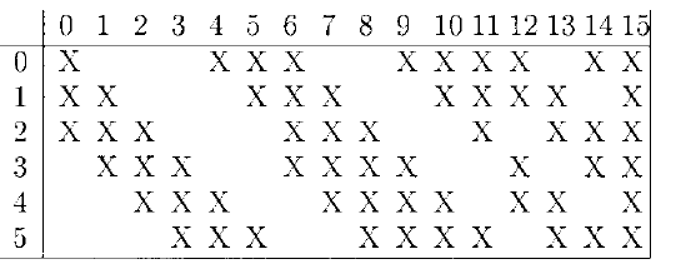 0 1 2 3 4 5 6 7 8 9 10 11 12 13 14 15
0 X X X X X X X X X X
1 X X X X X X X X X X
2 X X X X X X X X X X
3 X X X X X X X X X X
4 X X X X X X X X X X
5 X X X X X X X X X X